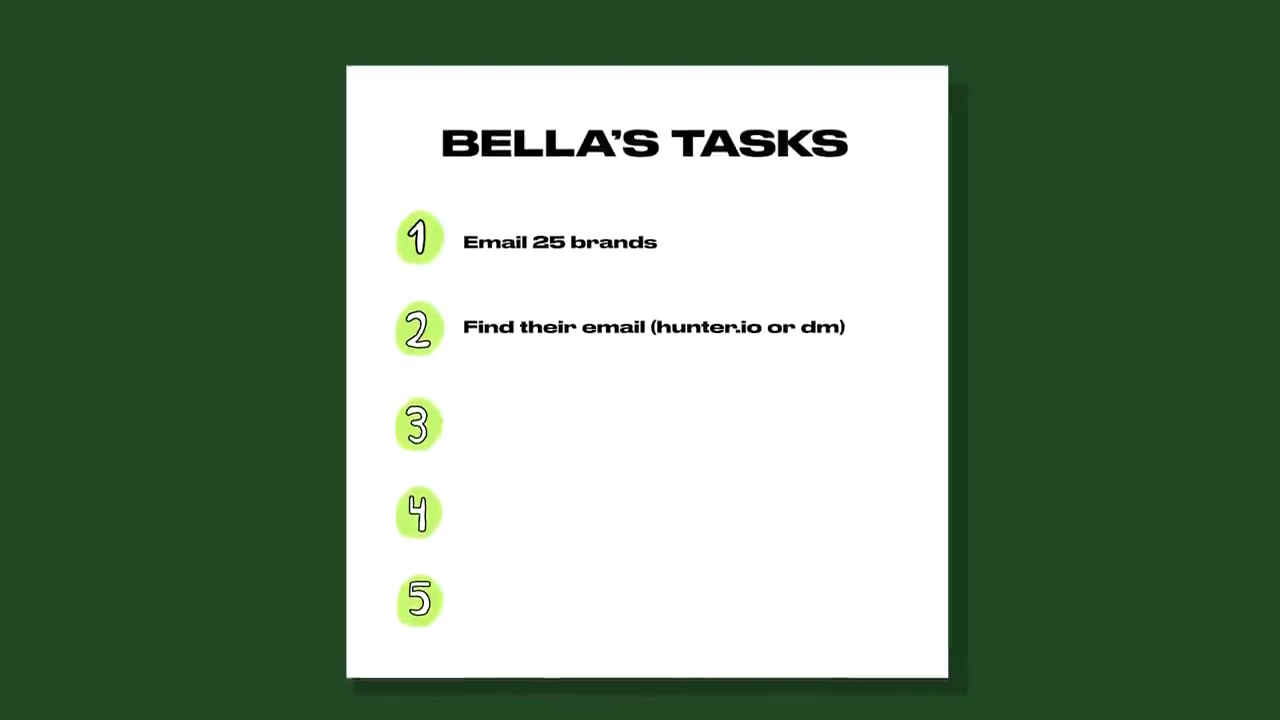 BELLA'S TASKS
1 Email 25 brands
2 Find their email (hunter.io or dm)
3
4
5